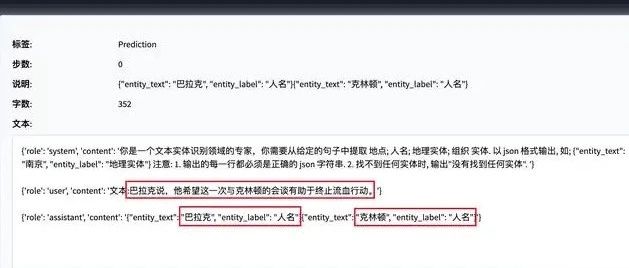 标签: Prediction
步数: 0
说明: {"entity_text": "巴拉克", "entity_label": "人名"}{"entity_text": "克林顿", "entity_label": "人名"}
字数: 352
文本:
{'role': 'system', 'content': '你是一个文本实体识别领域的专家，你需要从给定的句子中提取 地点; 人名; 地理实体; 组织 实体. 以 json 格式输出, 如; {"entity_text":
"南京", "entity_label": "地理实体"} 注意: 1. 输出的每一行都必须是正确的 json 字符串. 2. 找不到任何实体时, 输出"没有找到任何实体". '}
{'role': 'user', 'content': '文本:巴拉克说，他希望这一次与克林顿的会谈有助于终止流血行动。'}
{'role': 'assistant', 'content': '{"entity_text": "巴拉克", "entity_label": "人名"}{"entity_text": "克林顿", "entity_label": "人名"}'}